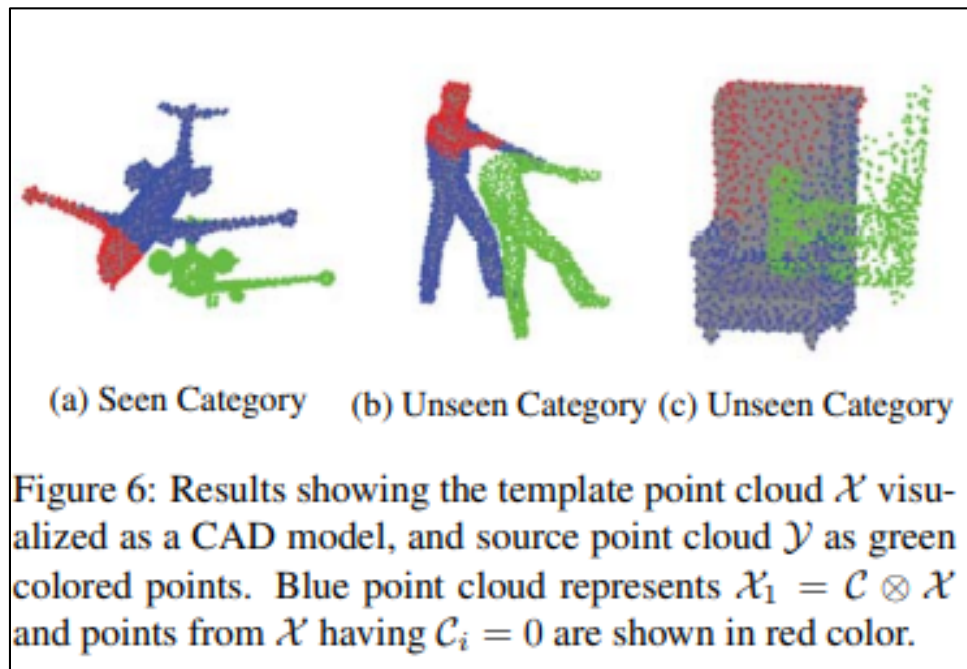 (a) Seen Category (b) Unseen Category (c) Unseen Category
Figure 6: Results showing the template point cloud 𝒳 visu-
alized as a CAD model, and source point cloud 𝒴 as green
colored points. Blue point cloud represents 𝒳₁ = 𝒞 ⊗ 𝒳
and points from 𝒳 having 𝒞ᵢ = 0 are shown in red color.